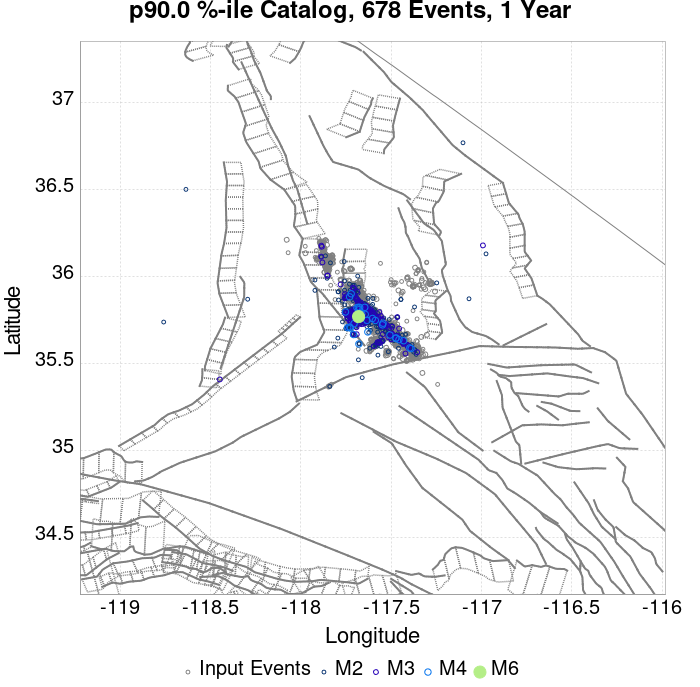 p90.0 %-ile Catalog, 678 Events, 1 Year
37
36.5
36
35.5
35
34.5
Latitude
-119 -118.5 -118 -117.5 -117 -116.5 -116
Longitude
Input Events M2 M3 M4 M6